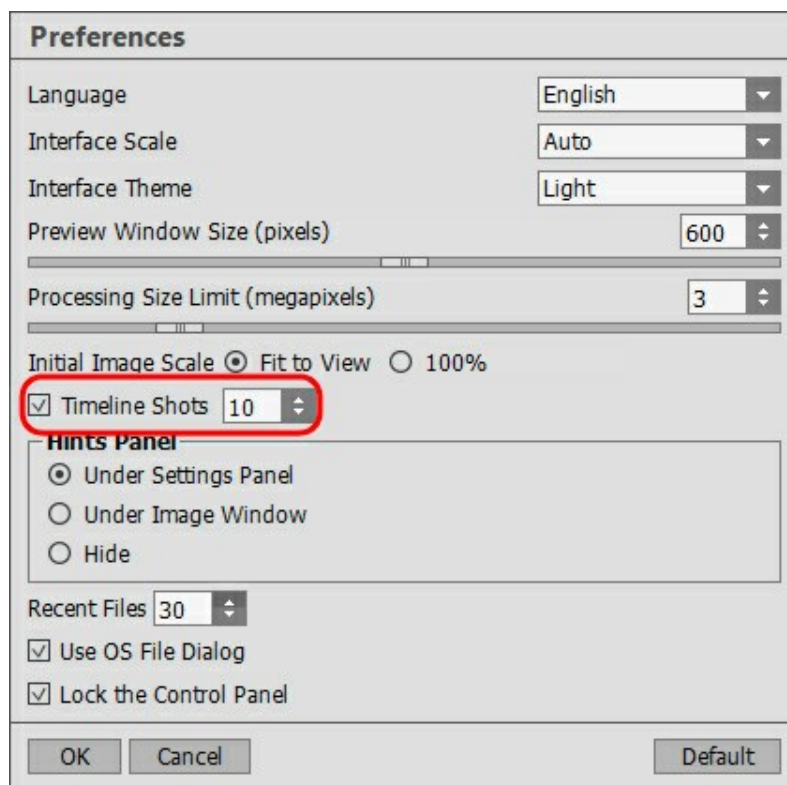 Preferences
Language English
Interface Scale Auto
Interface Theme Light
Preview Window Size (pixels) 600
Processing Size Limit (megapixels) 3
Initial Image Scale Fit to View 100%
Timeline Shots 10
Hints Panel
Under Settings Panel
Under Image Window
Hide
Recent Files 30
Use OS File Dialog
Lock the Control Panel
OK Cancel Default